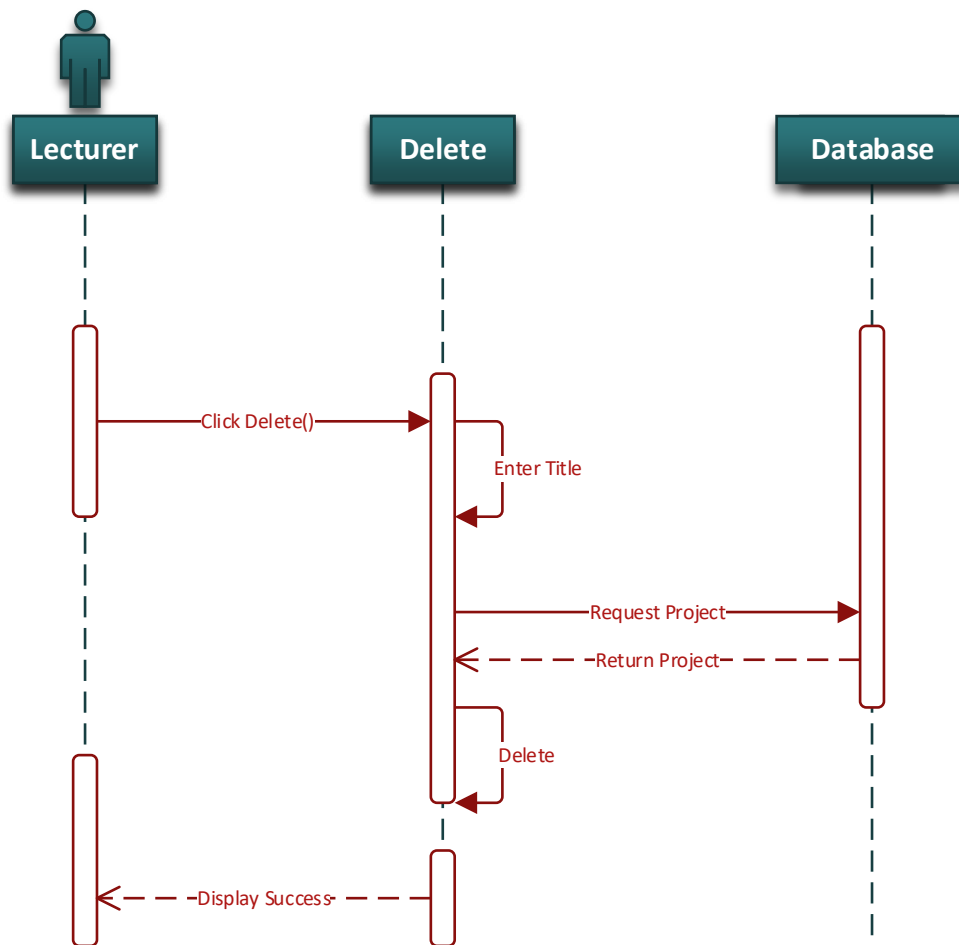 Lecturer
Delete
Database
Click Delete()
Enter Title
Request Project
Return Project
Delete
Display Success